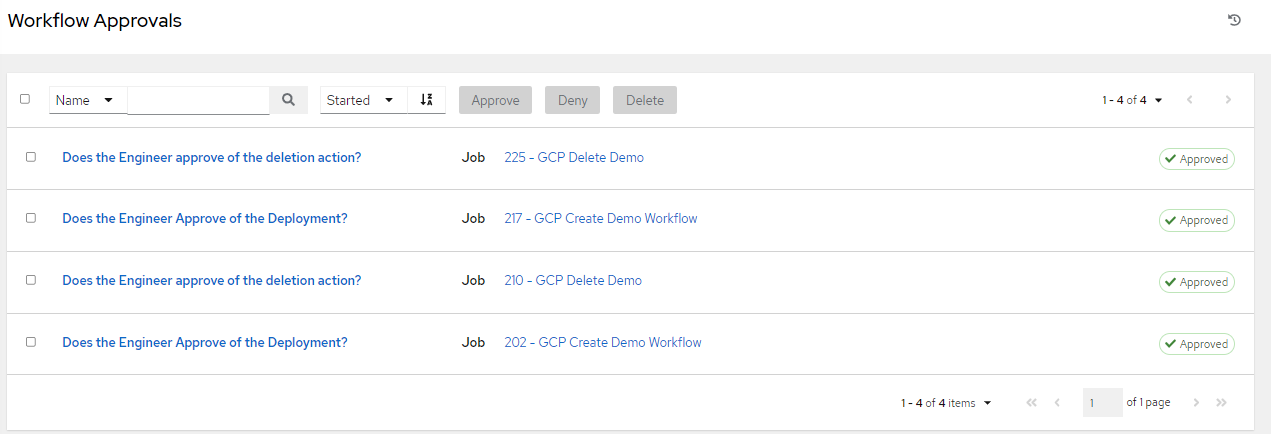 Workflow Approvals
Name Started Approve Deny Delete 1 - 4 of 4
Does the Engineer approve of the deletion action? Job 225 - GCP Delete Demo Approved
Does the Engineer Approve of the Deployment? Job 217 - GCP Create Demo Workflow Approved
Does the Engineer approve of the deletion action? Job 210 - GCP Delete Demo Approved
Does the Engineer Approve of the Deployment? Job 202 - GCP Create Demo Workflow Approved
1 - 4 of 4 items 1 of 1 page